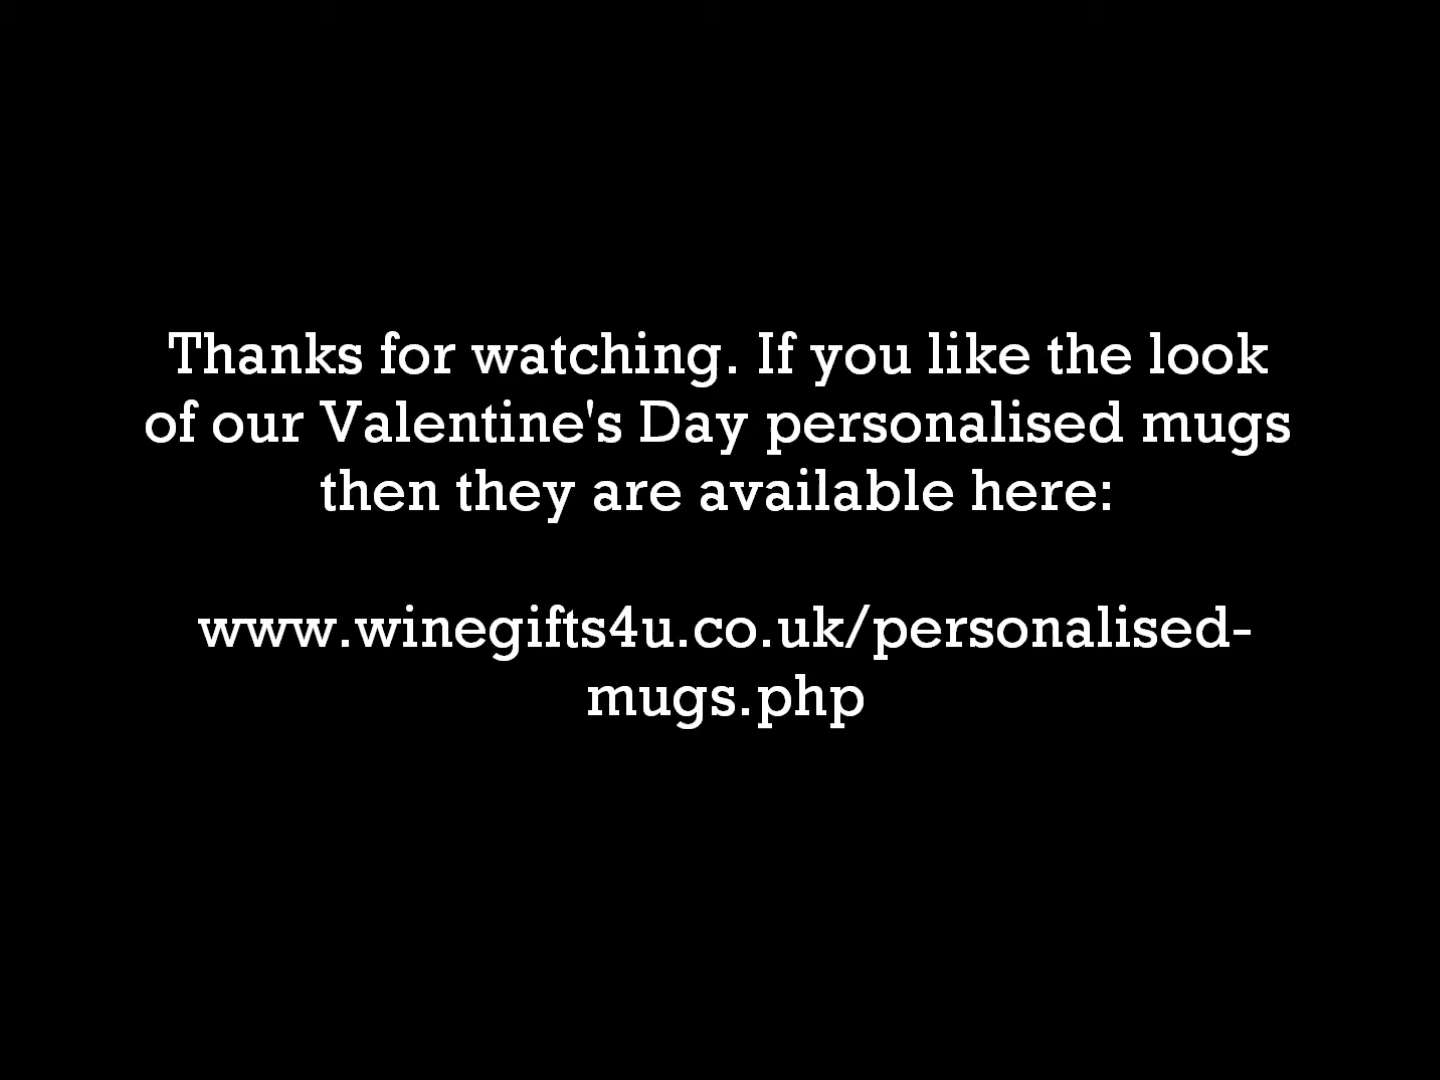 Thanks for watching. If you like the look
of our Valentine's Day personalised mugs
then they are available here:
www.winegifts4u.co.uk/personalised-
mugs.php